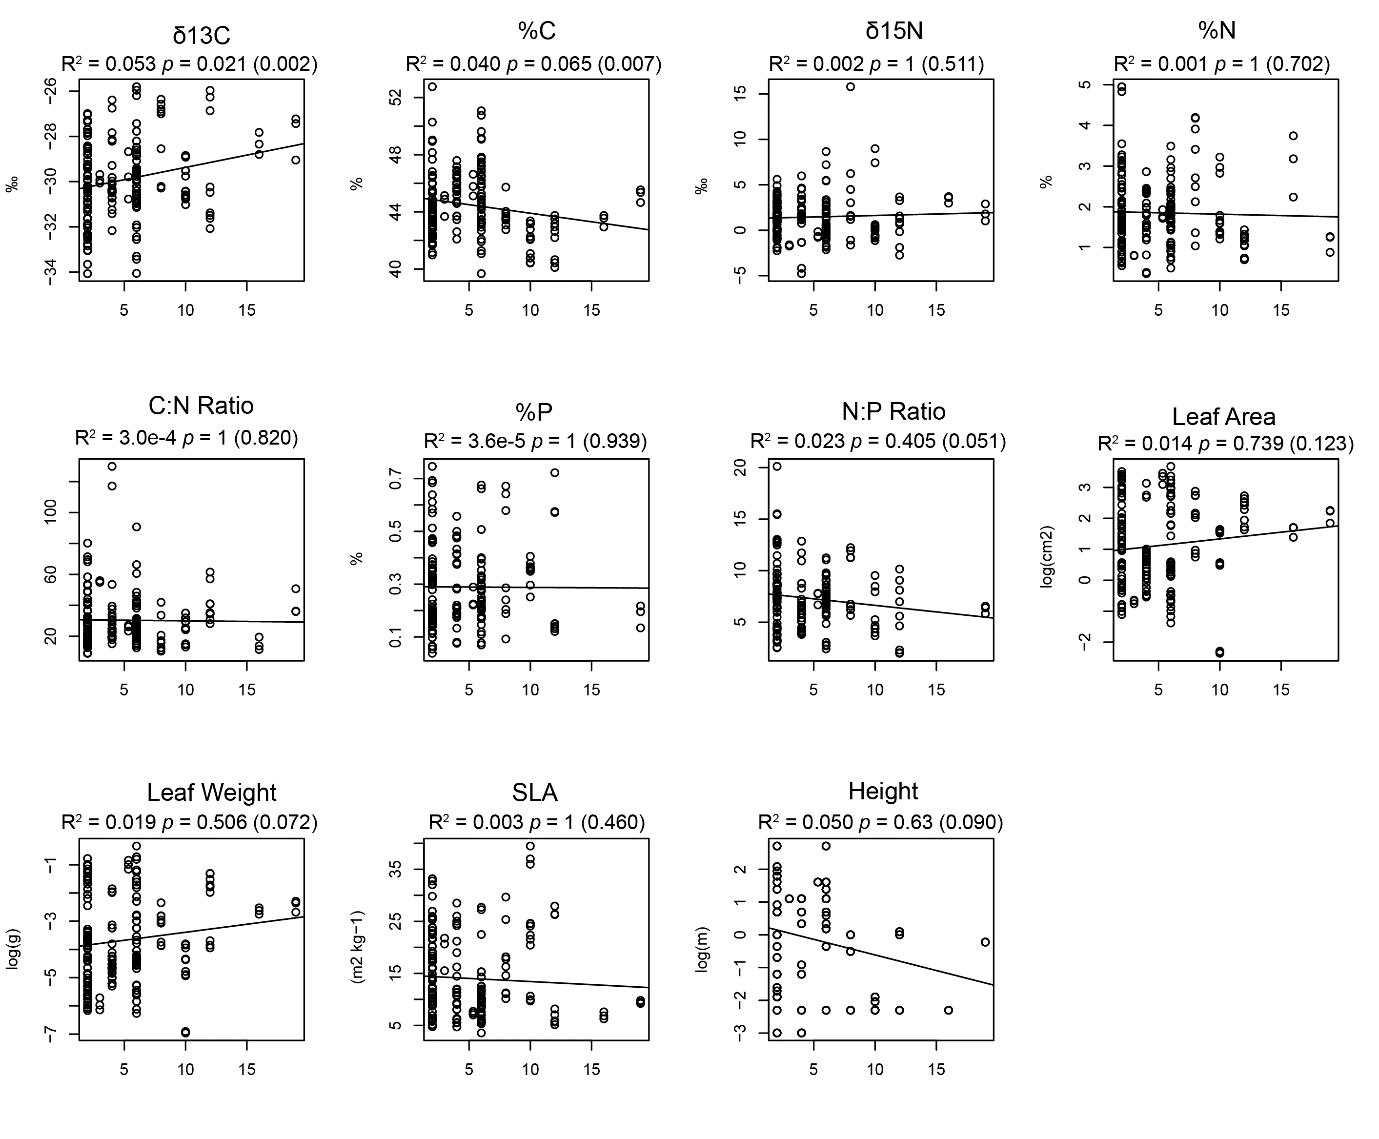 δ13C
R² = 0.053 p = 0.021 (0.002)
‰
−26
−28
−30
−32
−34
5 10 15
%C
R² = 0.040 p = 0.065 (0.007)
%
52
48
44
40
5 10 15
δ15N
R² = 0.002 p = 1 (0.511)
‰
15
10
5
0
−5
5 10 15
%N
R² = 0.001 p = 1 (0.702)
%
5
4
3
2
1
5 10 15
C:N Ratio
R² = 3.0e-4 p = 1 (0.820)
100
60
20
5 10 15
%P
R² = 3.6e-5 p = 1 (0.939)
%
0.7
0.5
0.3
0.1
5 10 15
N:P Ratio
R² = 0.023 p = 0.405 (0.051)
20
15
10
5
5 10 15
Leaf Area
R² = 0.014 p = 0.739 (0.123)
log(cm2)
3
2
1
0
−2
5 10 15
Leaf Weight
R² = 0.019 p = 0.506 (0.072)
log(g)
−1
−3
−5
−7
5 10 15
SLA
R² = 0.003 p = 1 (0.460)
(m2 kg−1)
35
25
15
5
5 10 15
Height
R² = 0.050 p = 0.63 (0.090)
log(m)
2
1
0
−1
−2
−3
5 10 15